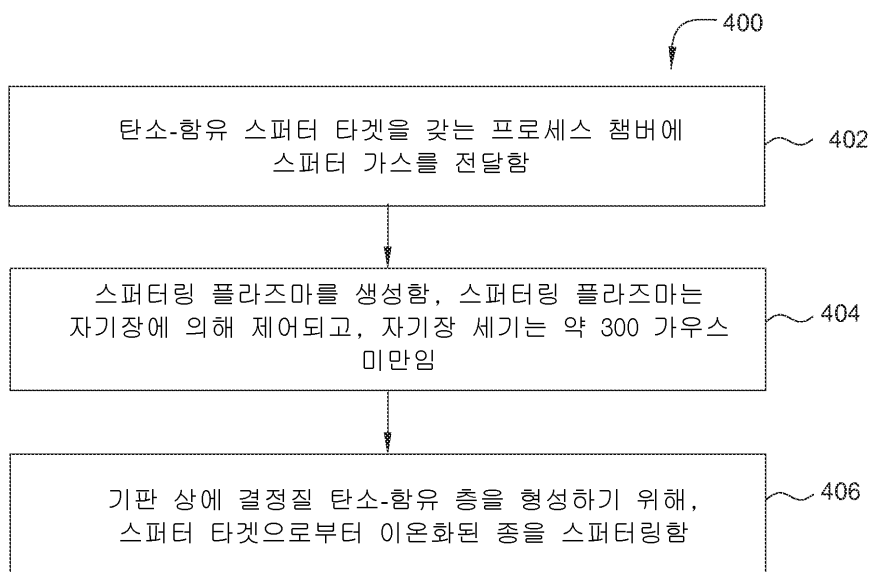 400
탄소-함유 스퍼터 타겟을 갖는 프로세스 챔버에
스퍼터 가스를 전달함
402
스퍼터링 플라즈마를 생성함, 스퍼터링 플라즈마는
자기장에 의해 제어되고, 자기장 세기는 약 300 가우스
미만임
404
기판 상에 결정질 탄소-함유 층을 형성하기 위해,
스퍼터 타겟으로부터 이온화된 종을 스퍼터링함
406